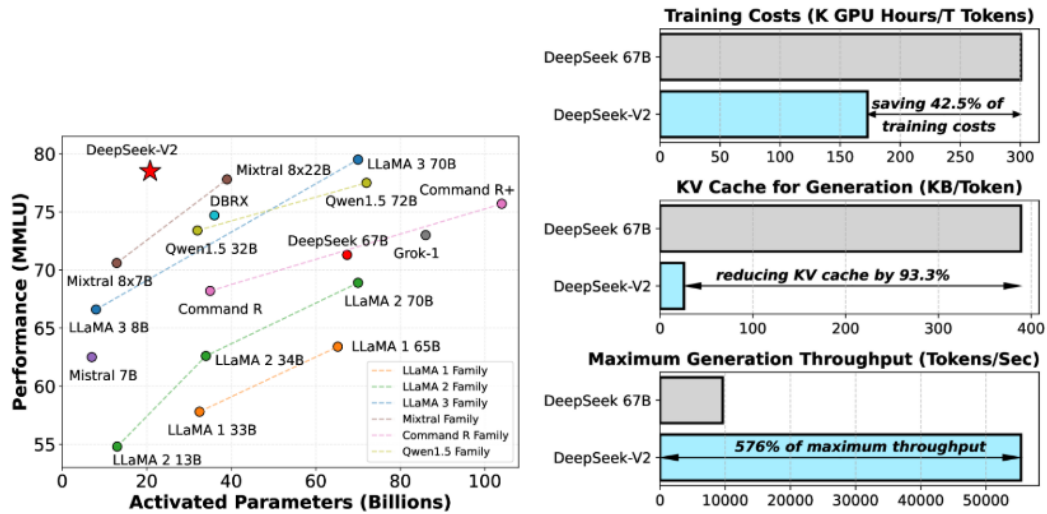 80
75
70
65
60
55
Performance (MMLU)
DeepSeek-V2
Mixtral 8x22B
LLaMA 3 70B
Command R+
DBRX
Qwen1.5 72B
Qwen1.5 32B
DeepSeek 67B
Grok-1
Mixtral 8x7B
Command R
LLaMA 2 70B
LLaMA 3 8B
Mistral 7B
LLaMA 2 34B
LLaMA 1 65B
LLaMA 1 33B
LLaMA 2 13B
LLaMA 1 Family
LLaMA 2 Family
LLaMA 3 Family
Mixtral Family
Command R Family
Qwen1.5 Family
0 20 40 60 80 100
Activated Parameters (Billions)
Training Costs (K GPU Hours/T Tokens)
DeepSeek 67B
DeepSeek-V2
saving 42.5% of
training costs
0 50 100 150 200 250 300
KV Cache for Generation (KB/Token)
DeepSeek 67B
DeepSeek-V2
reducing KV cache by 93.3%
0 100 200 300 400
Maximum Generation Throughput (Tokens/Sec)
DeepSeek 67B
DeepSeek-V2
576% of maximum throughput
0 10000 20000 30000 40000 50000